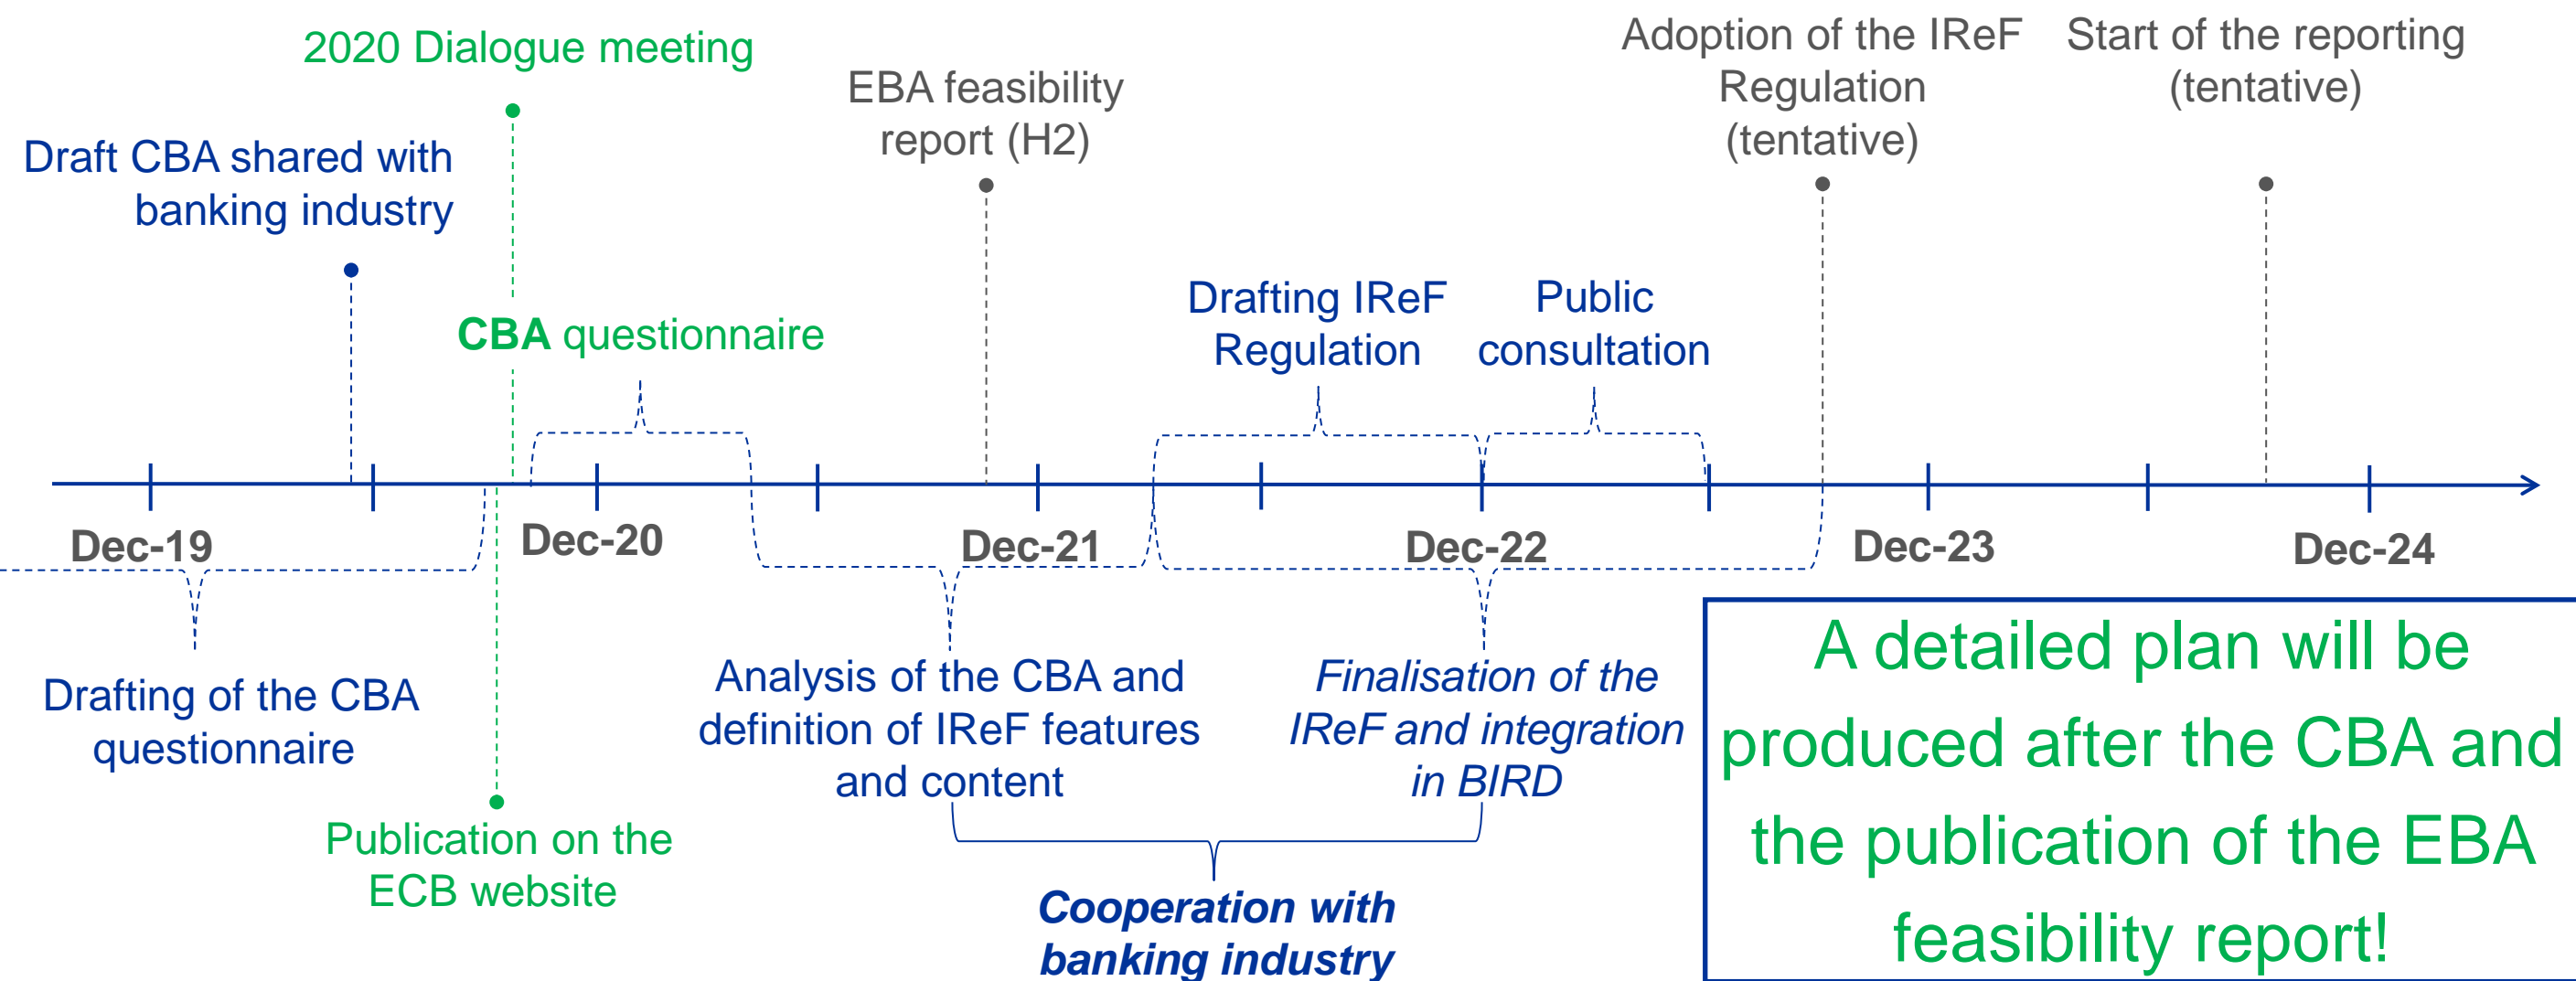 2020 Dialogue meeting
Draft CBA shared with
banking industry
CBA questionnaire
EBA feasibility
report (H2)
Drafting IReF
Regulation
Public
consultation
Adoption of the IReF
Regulation
(tentative)
Start of the reporting
(tentative)
Dec-19
Dec-20
Dec-21
Dec-22
Dec-23
Dec-24
Drafting of the CBA
questionnaire
Publication on the
ECB website
Analysis of the CBA and
definition of IReF features
and content
Finalisation of the
IReF and integration
in BIRD
Cooperation with
banking industry
A detailed plan will be
produced after the CBA and
the publication of the EBA
feasibility report!